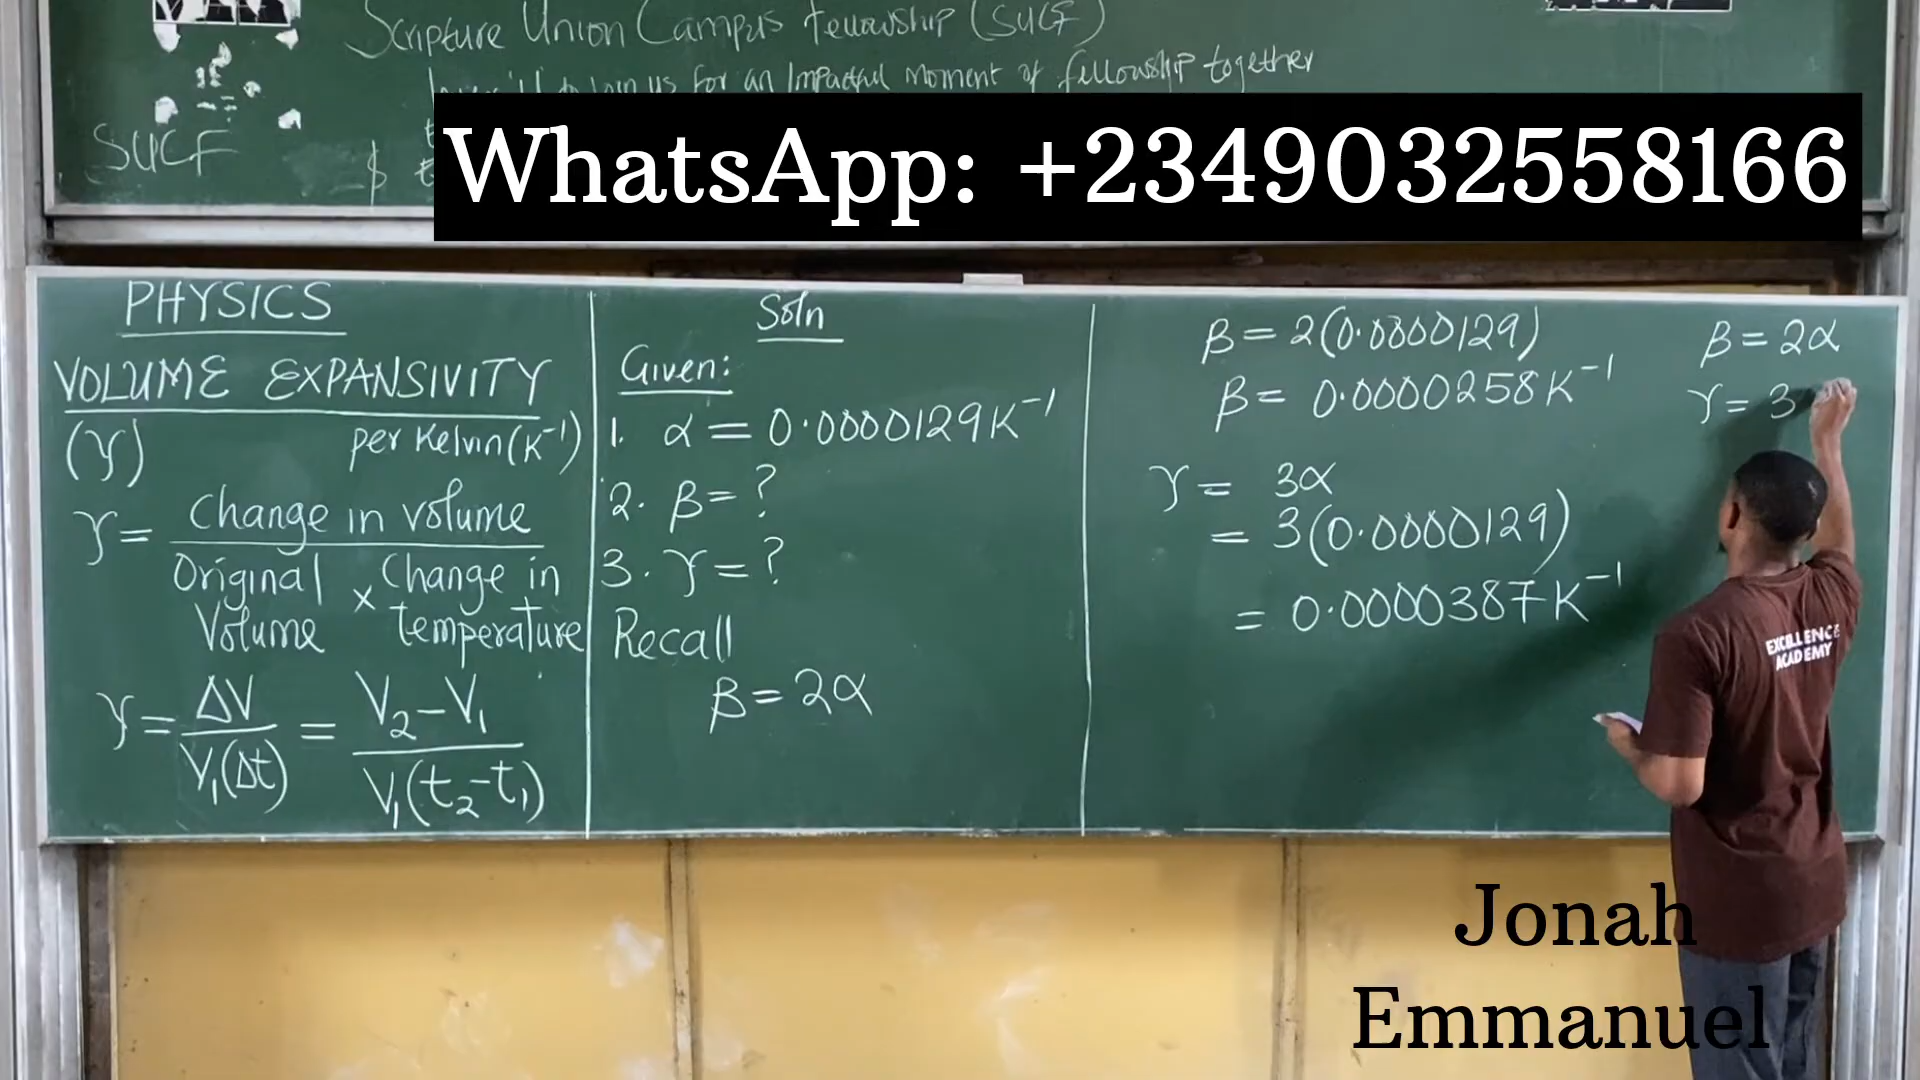 Scripture Union Campus Fellowship (SUCF)
to join us for an Impactful moment of fellowship together
SUCF
WhatsApp: +2349032558166
PHYSICS
VOLUME EXPANSIVITY
(γ) per Kelvin (K⁻¹)
γ = Change in volume
Original Volume × Change in temperature
γ = ΔV / V₁(Δt) = V₂ - V₁ / V₁(t₂ - t₁)
Soln
Given:
1. α = 0.0000129K⁻¹
2. β = ?
3. γ = ?
Recall
β = 2α
β = 2(0.0000129)
β = 0.0000258K⁻¹
γ = 3α
= 3(0.0000129)
= 0.0000387K⁻¹
β = 2α
γ = 3
EXCELLENCE
ACADEMY
Jonah
Emmanuel